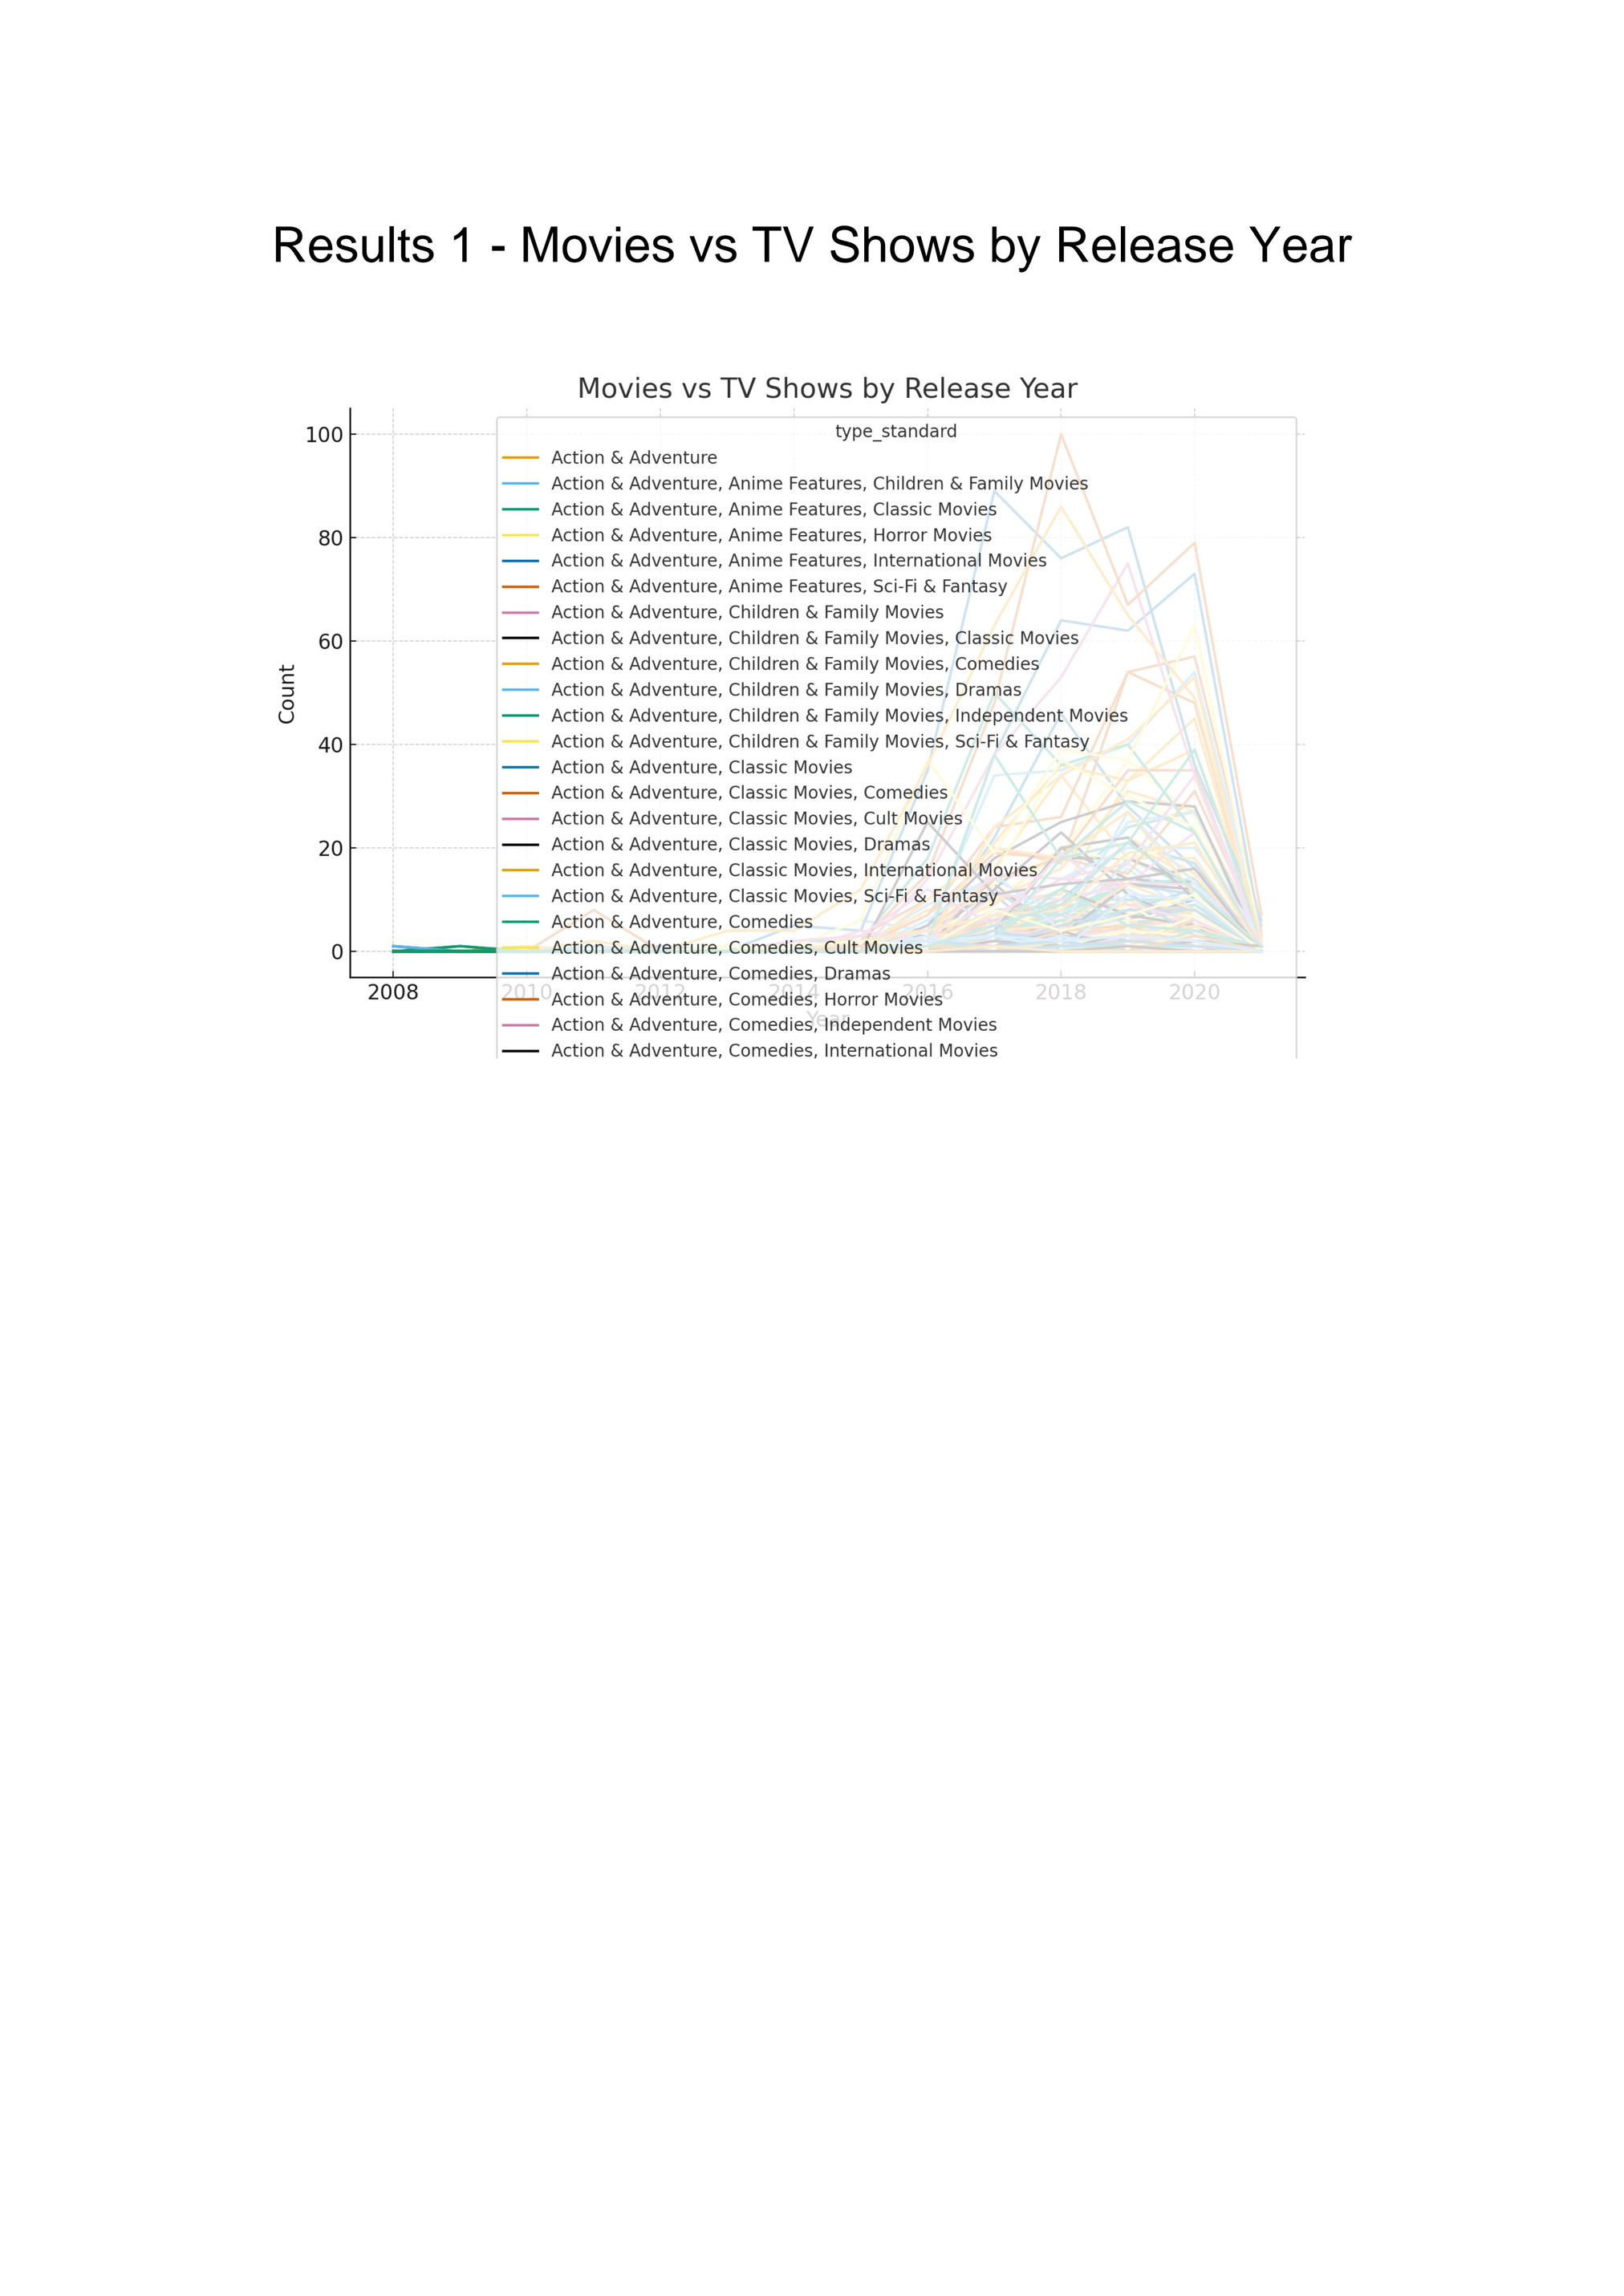 Results 1 - Movies vs TV Shows by Release Year
Movies vs TV Shows by Release Year
type_standard
Action & Adventure
Action & Adventure, Anime Features, Children & Family Movies
Action & Adventure, Anime Features, Classic Movies
Action & Adventure, Anime Features, Horror Movies
Action & Adventure, Anime Features, International Movies
Action & Adventure, Anime Features, Sci-Fi & Fantasy
Action & Adventure, Children & Family Movies
Action & Adventure, Children & Family Movies, Classic Movies
Action & Adventure, Children & Family Movies, Comedies
Action & Adventure, Children & Family Movies, Dramas
Action & Adventure, Children & Family Movies, Independent Movies
Action & Adventure, Children & Family Movies, Sci-Fi & Fantasy
Action & Adventure, Classic Movies
Action & Adventure, Classic Movies, Comedies
Action & Adventure, Classic Movies, Cult Movies
Action & Adventure, Classic Movies, Dramas
Action & Adventure, Classic Movies, International Movies
Action & Adventure, Classic Movies, Sci-Fi & Fantasy
Action & Adventure, Comedies
Action & Adventure, Comedies, Cult Movies
Action & Adventure, Comedies, Dramas
Action & Adventure, Comedies, Horror Movies
Action & Adventure, Comedies, Independent Movies
Action & Adventure, Comedies, International Movies
100
80
60
40
20
0
Count
2008 2010 2012 2014 2016 2018 2020
Year